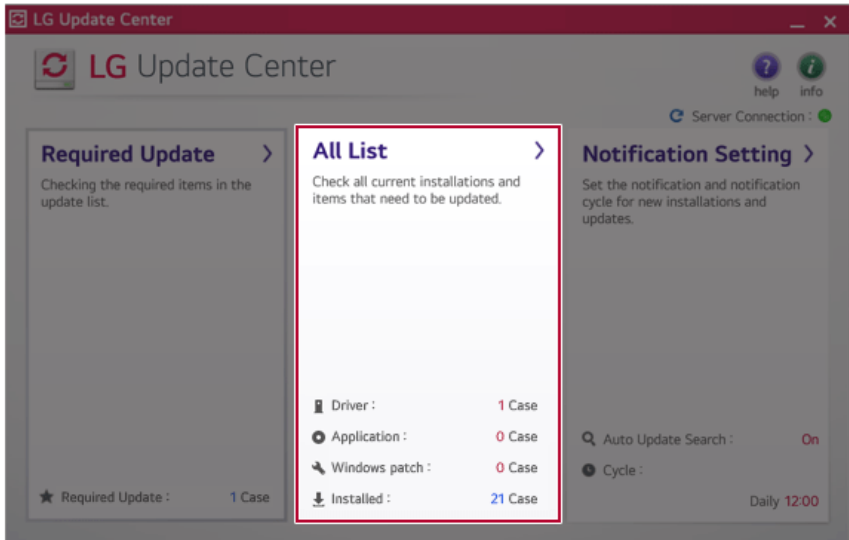 LG Update Center
LG Update Center
help
info
Server Connection :
Required Update
Checking the required items in the
update list.
Required Update : 1 Case
All List
Check all current installations and
items that need to be updated.
Driver : 1 Case
Application : 0 Case
Windows patch : 0 Case
Installed : 21 Case
Notification Setting
Set the notification and notification
cycle for new installations and
updates.
Auto Update Search : On
Cycle :
Daily 12:00